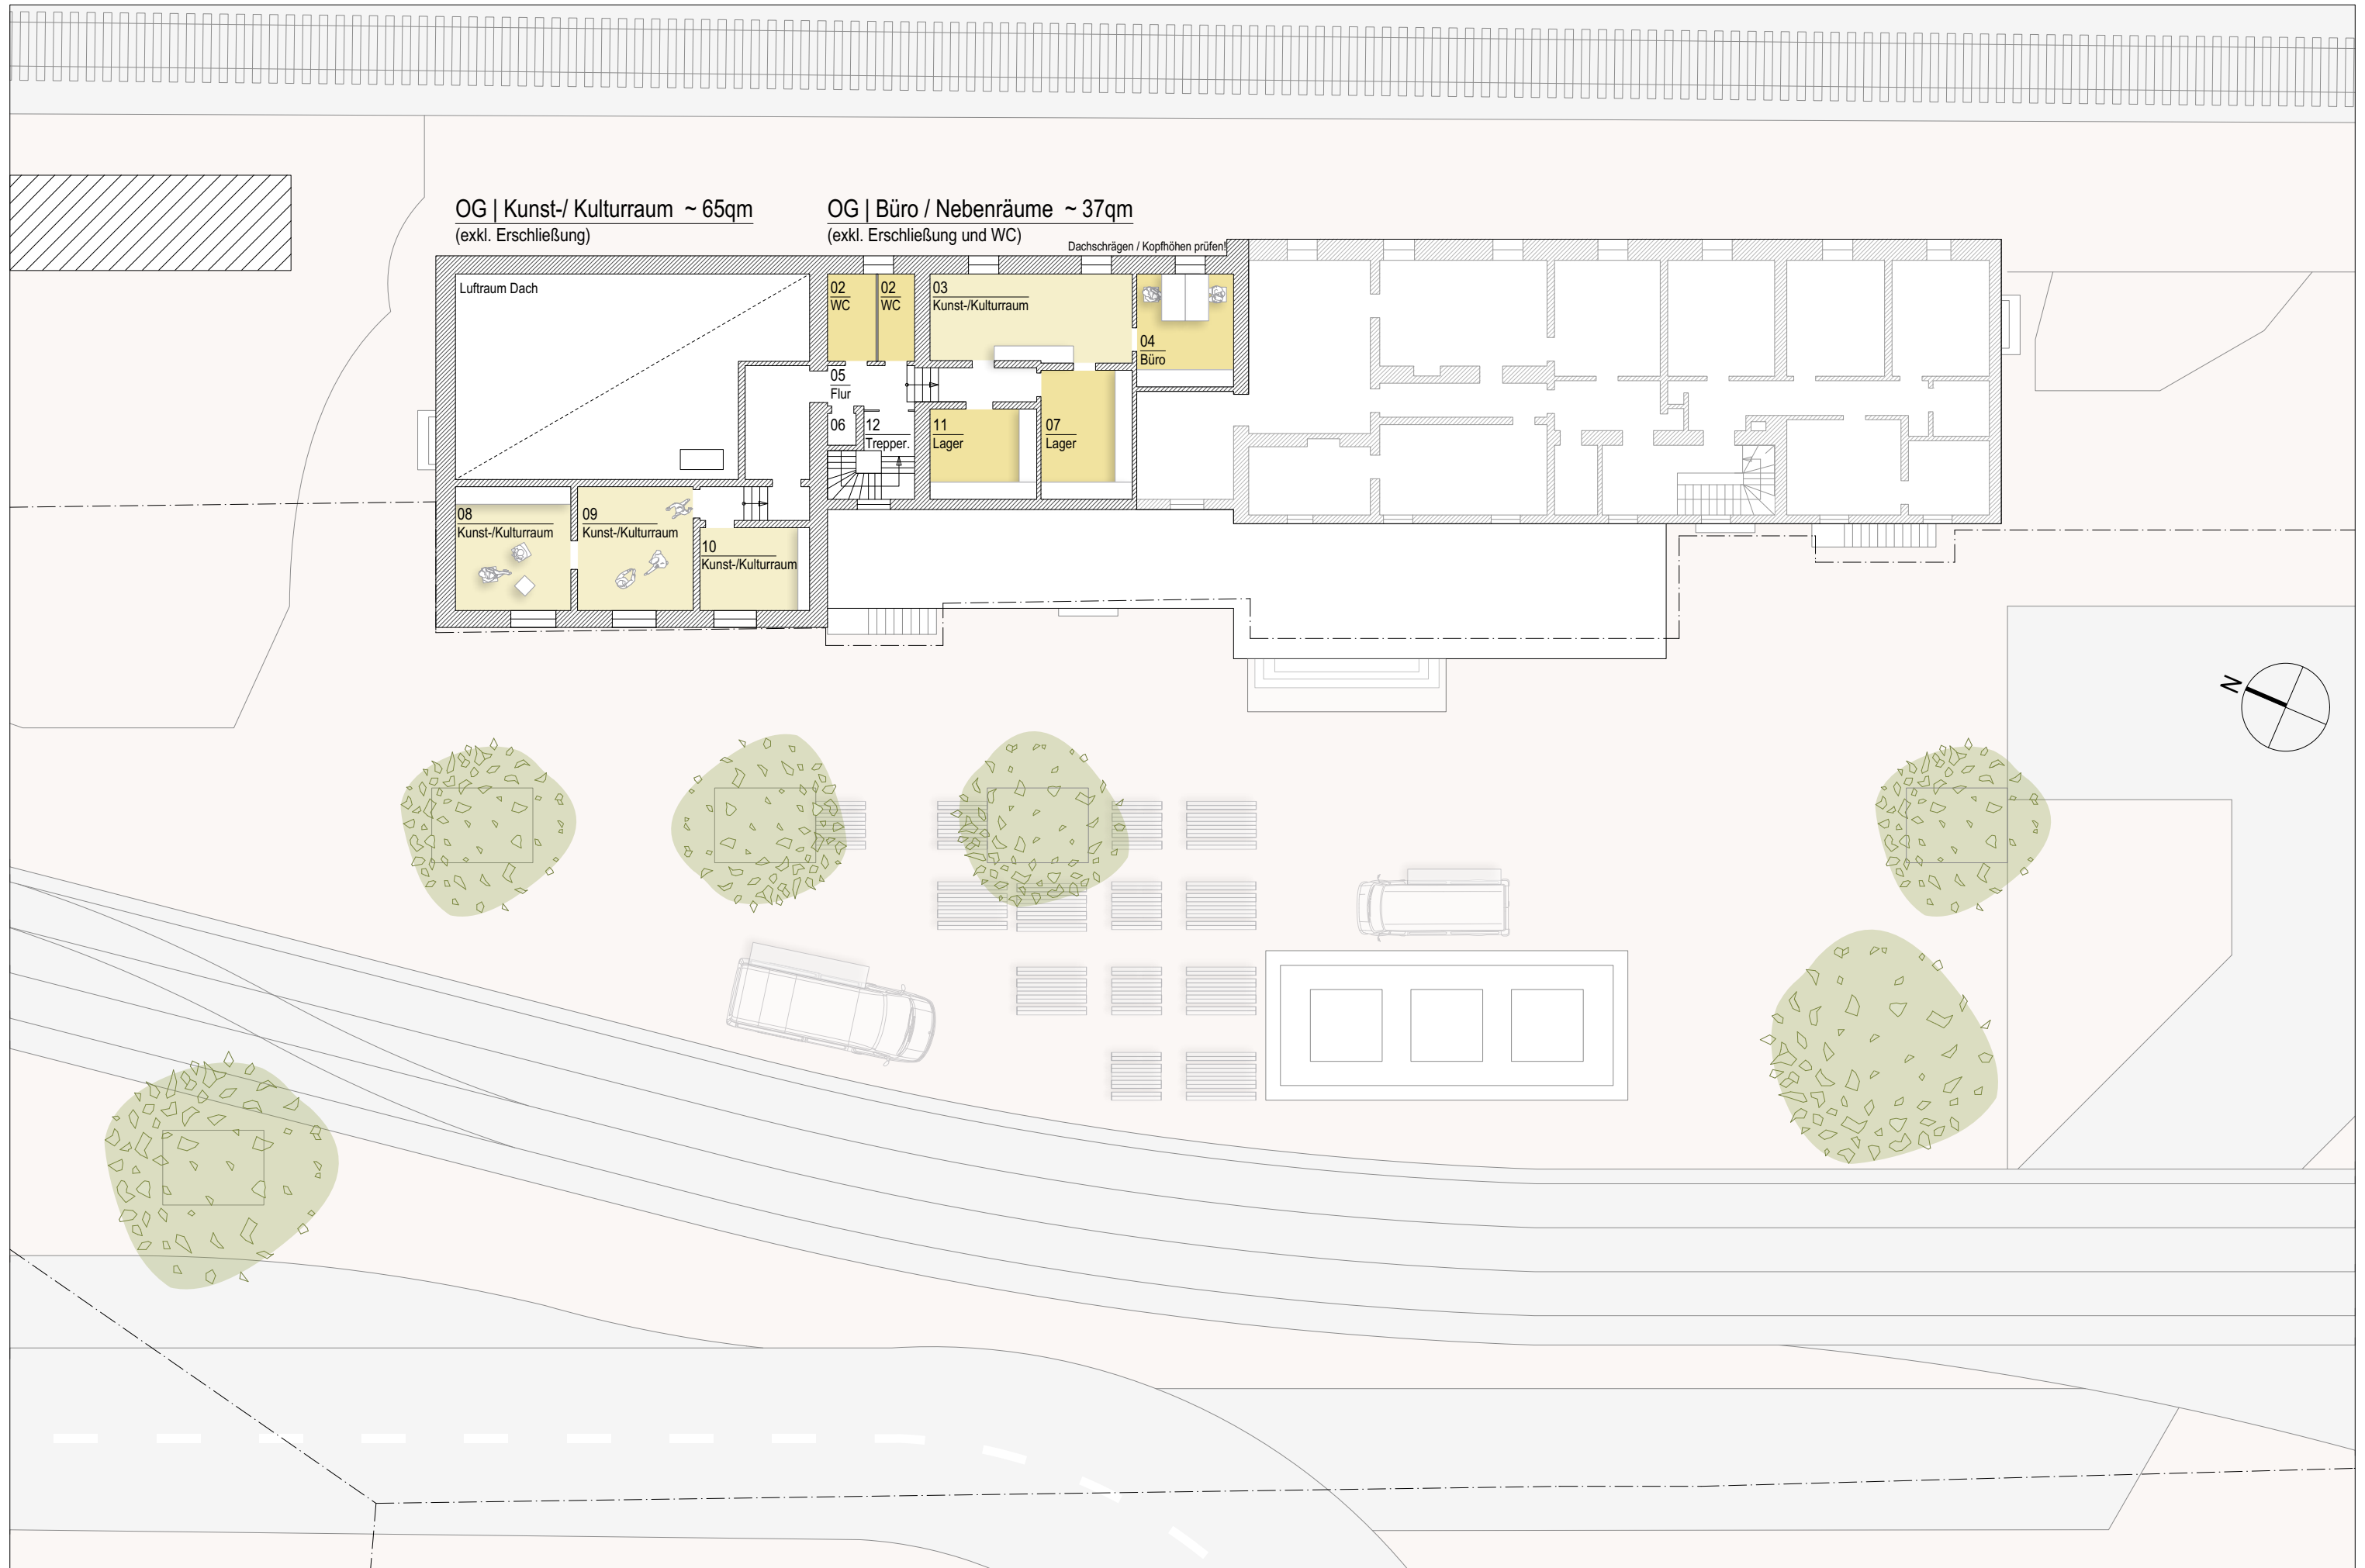 OG | Kunst-/ Kulturraum ~ 65qm
(exkl. Erschließung)
OG | Büro / Nebenräume ~ 37qm
(exkl. Erschließung und WC)
Dachschrägen / Kopfhöhen prüfen!
Luftraum Dach
02
WC
02
WC
03
Kunst-/Kulturraum
04
Büro
05
Flur
06
12
Trepper.
11
Lager
07
Lager
08
Kunst-/Kulturraum
09
Kunst-/Kulturraum
10
Kunst-/Kulturraum
N